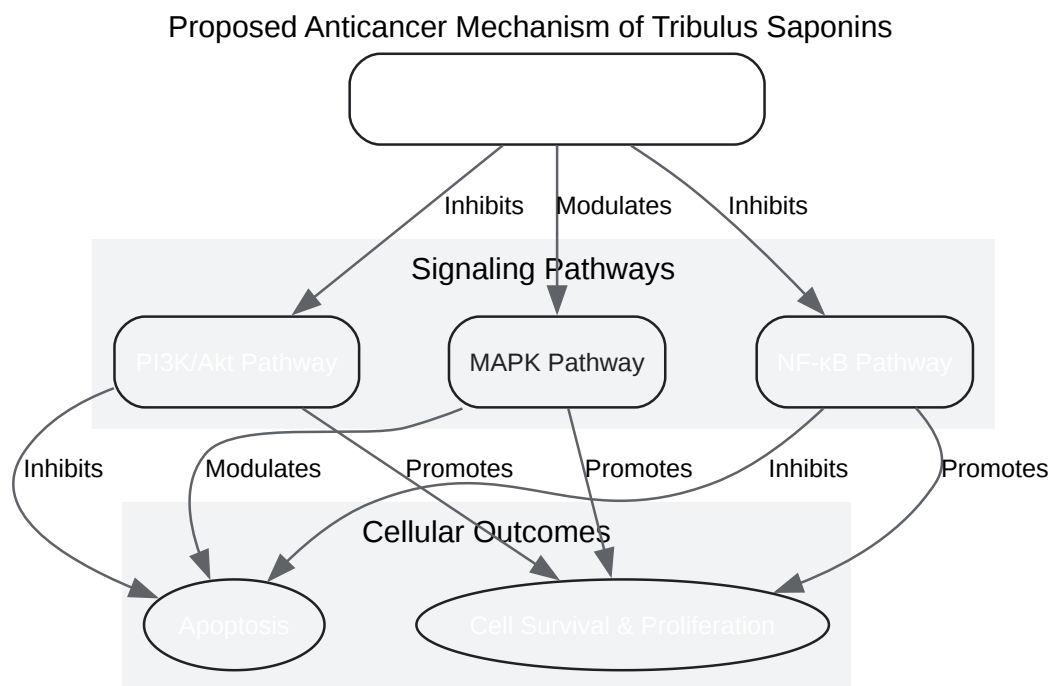 Proposed Anticancer Mechanism of Tribulus Saponins
Inhibits
Modulates
Inhibits
Signaling Pathways
PI3K/Akt Pathway
MAPK Pathway
NF-κB Pathway
Inhibits
Modulates
Promotes
Promotes
Inhibits
Promotes
Cellular Outcomes
Apoptosis
Cell Survival & Proliferation